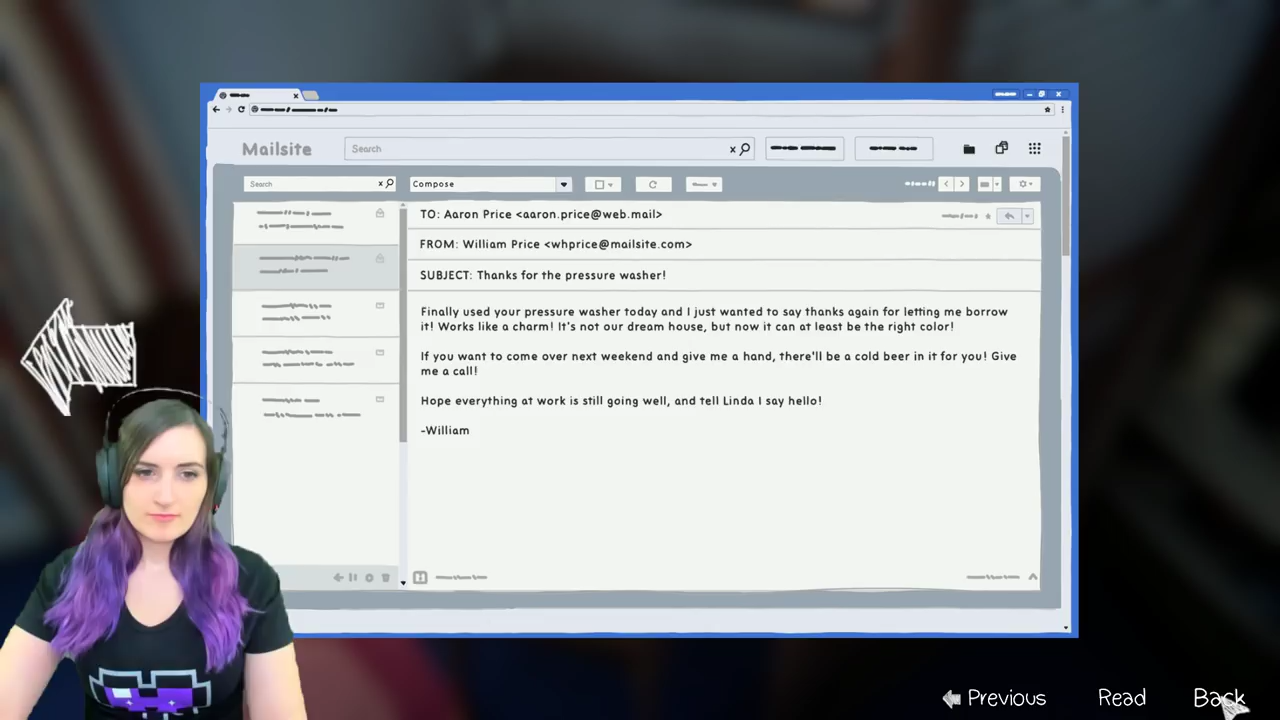 Mailsite
Search
x
Search
x
Compose
TO: Aaron Price <aaron.price@web.mail>
FROM: William Price <whprice@mailsite.com>
SUBJECT: Thanks for the pressure washer!
Finally used your pressure washer today and I just wanted to say thanks again for letting me borrow
it! Works like a charm! It's not our dream house, but now it can at least be the right color!
If you want to come over next weekend and give me a hand, there'll be a cold beer in it for you! Give
me a call!
Hope everything at work is still going well, and tell Linda I say hello!
-William
Previous
Read
Back